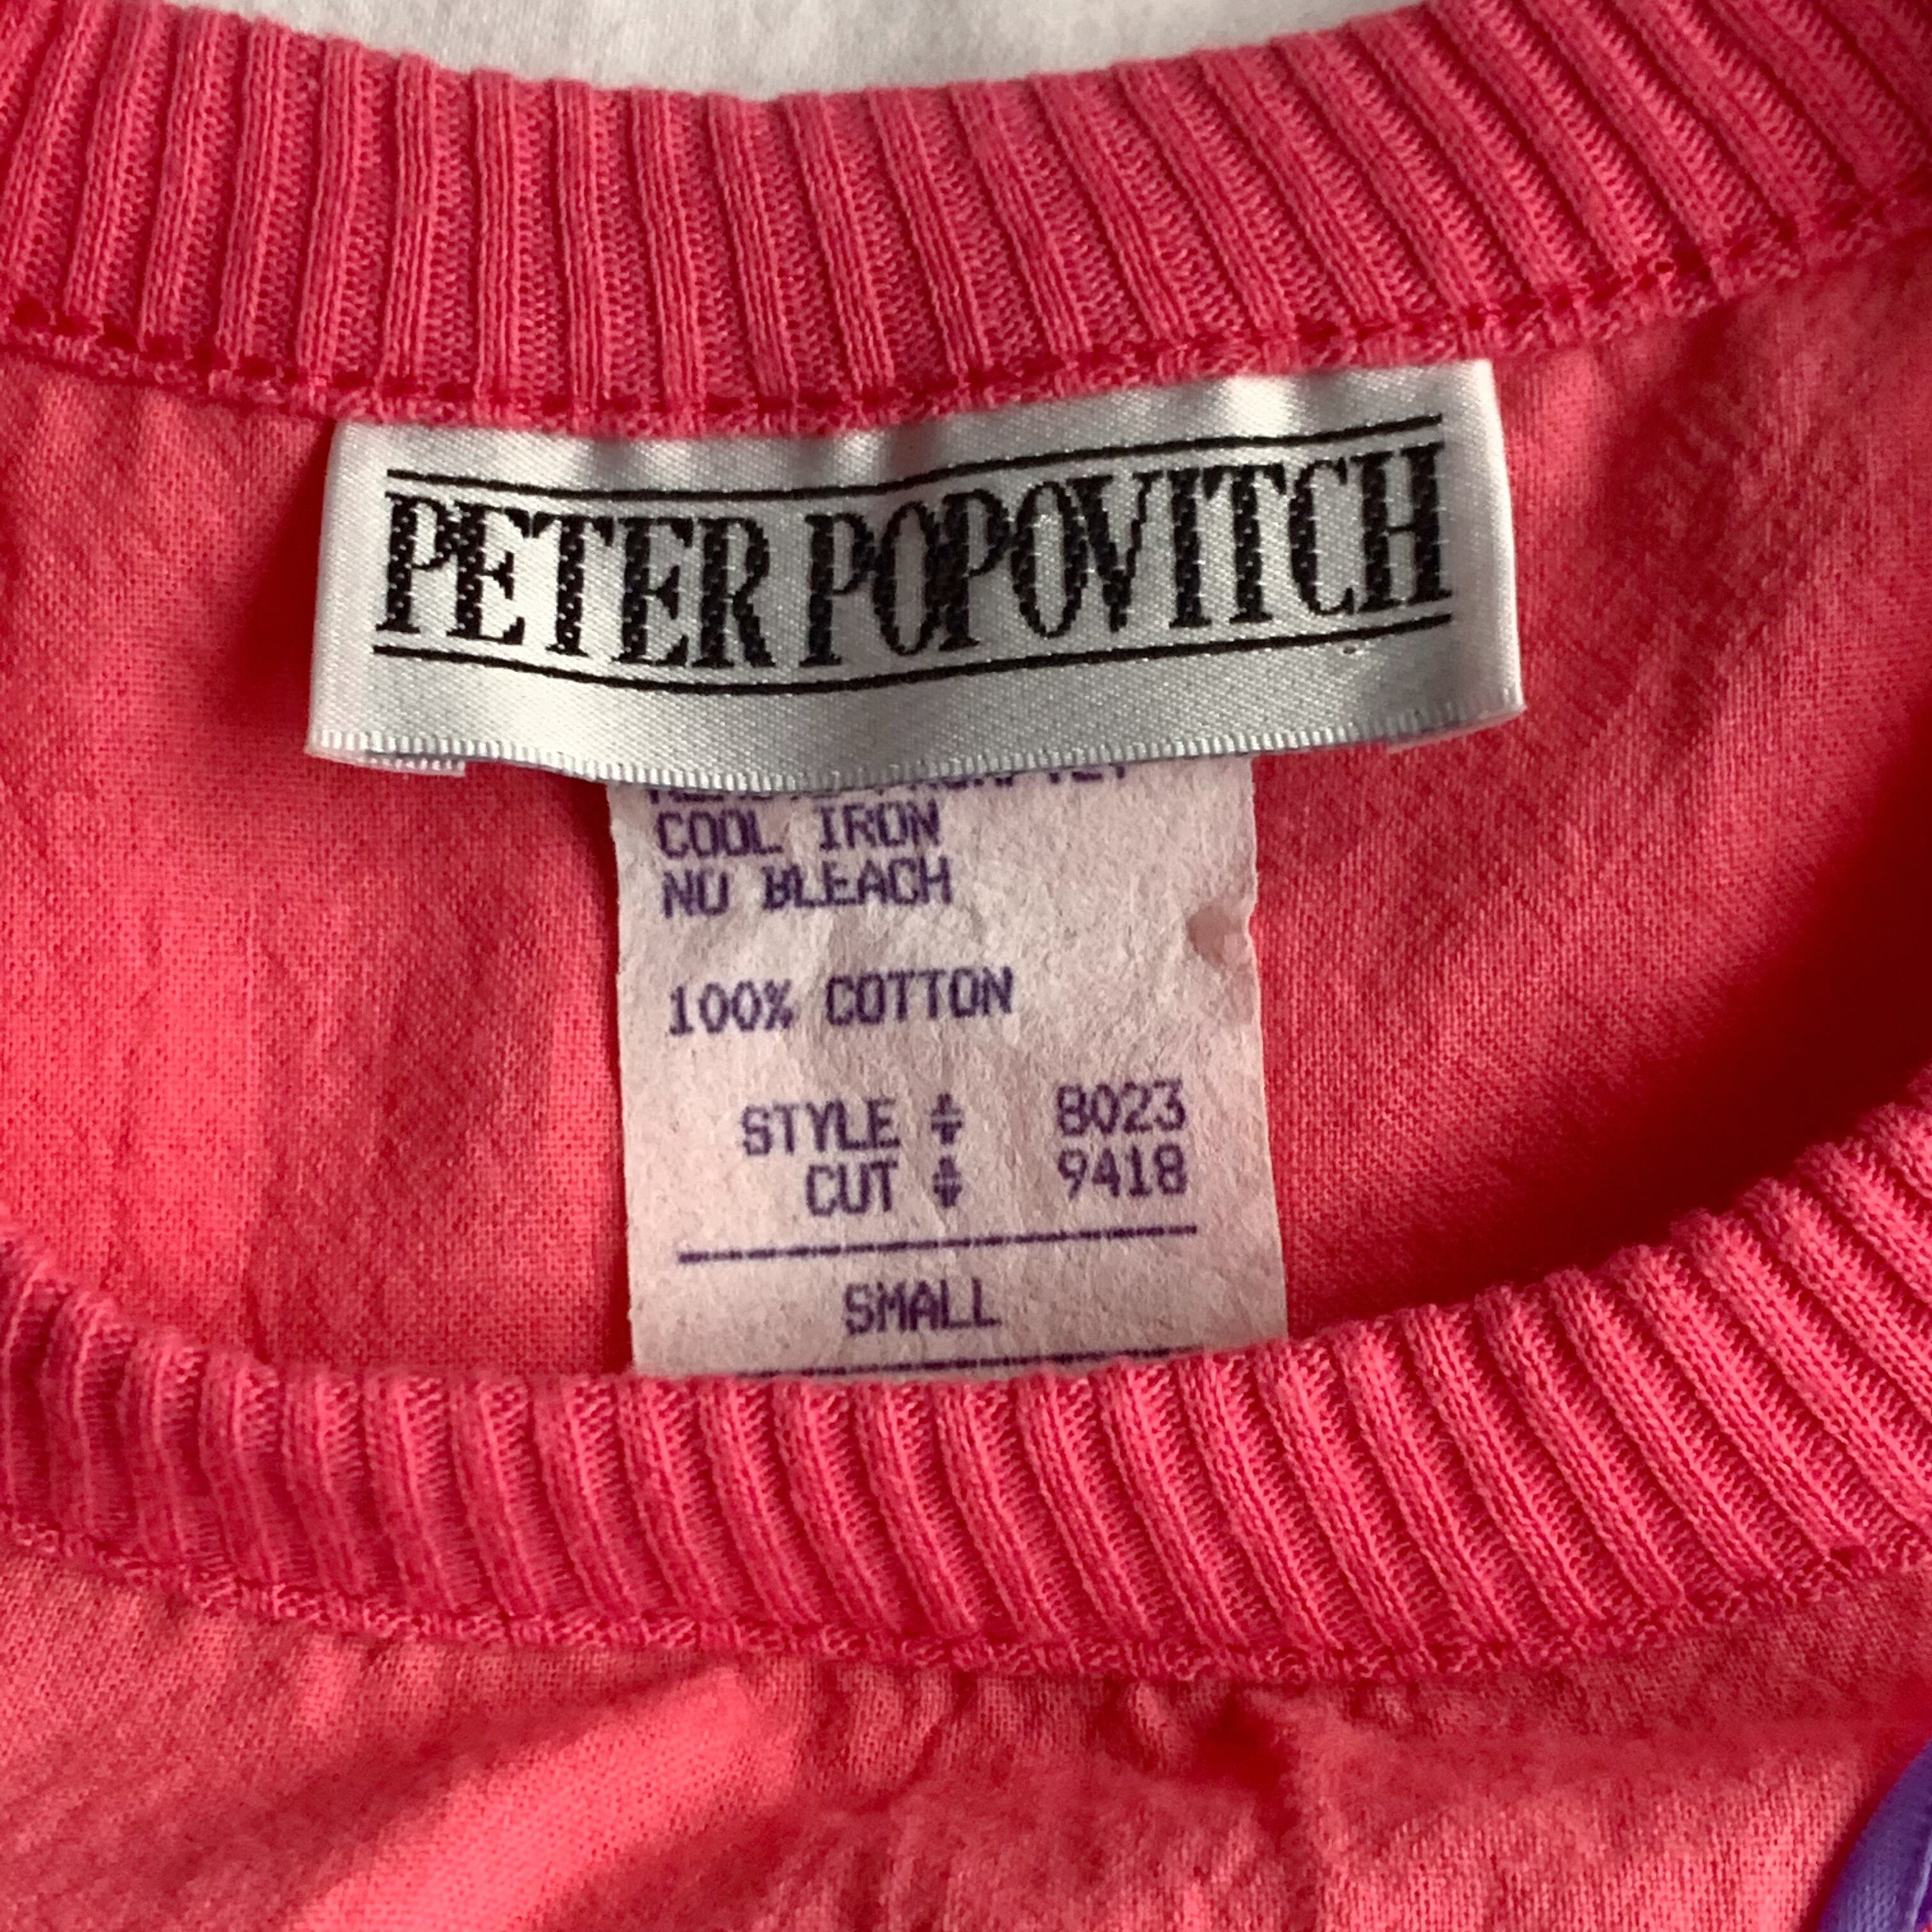 PETER POPOVITCH
COOL IRON
NO BLEACH
100% COTTON
STYLE # 8023
CUT # 9418
SMALL